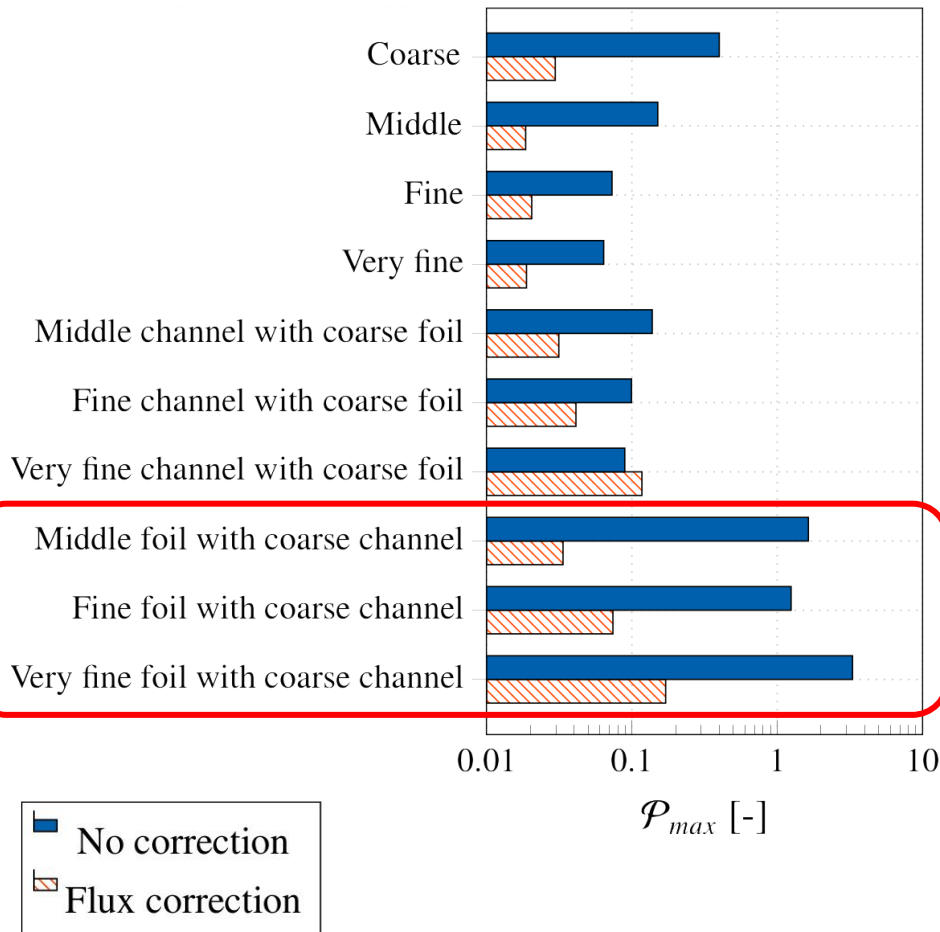 Coarse
Middle
Fine
Very fine
Middle channel with coarse foil
Fine channel with coarse foil
Very fine channel with coarse foil
Middle foil with coarse channel
Fine foil with coarse channel
Very fine foil with coarse channel
0.01 0.1 1 10
𝒫max [-]
No correction
Flux correction